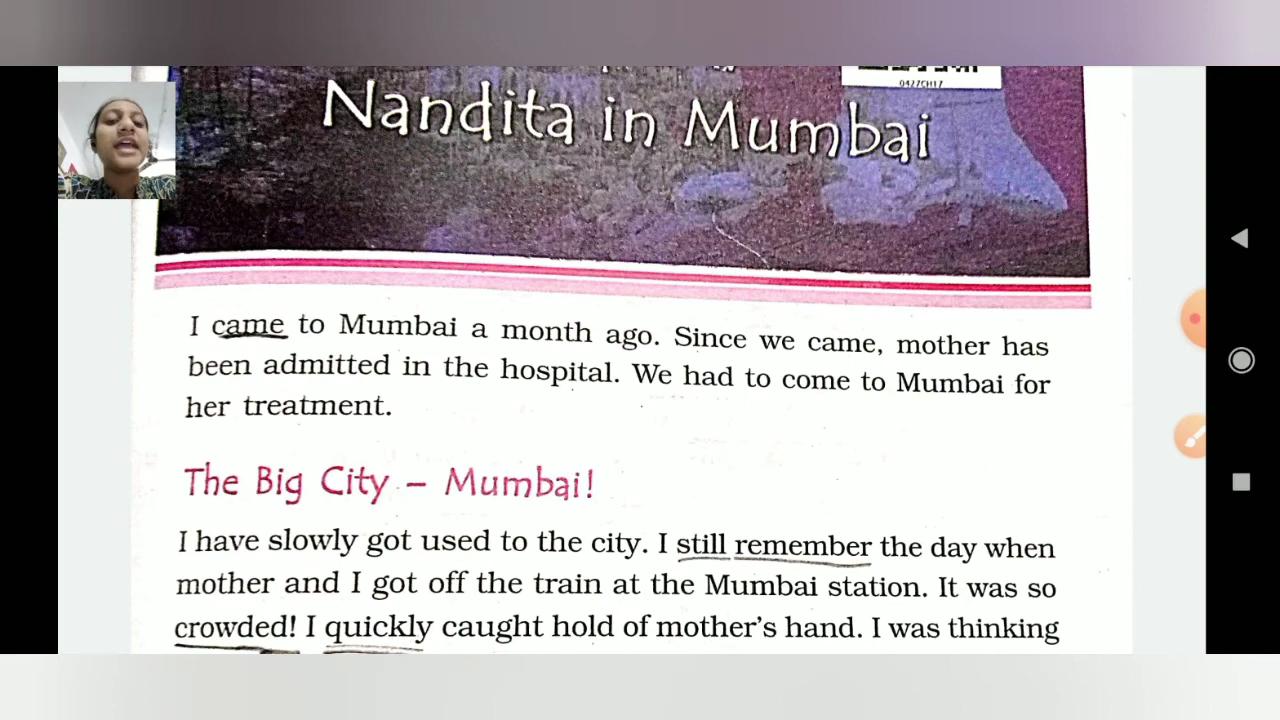 0427CH17
Nandita in Mumbai
I came to Mumbai a month ago. Since we came, mother has
been admitted in the hospital. We had to come to Mumbai for
her treatment.
The Big City – Mumbai!
I have slowly got used to the city. I still remember the day when
mother and I got off the train at the Mumbai station. It was so
crowded! I quickly caught hold of mother's hand. I was thinking